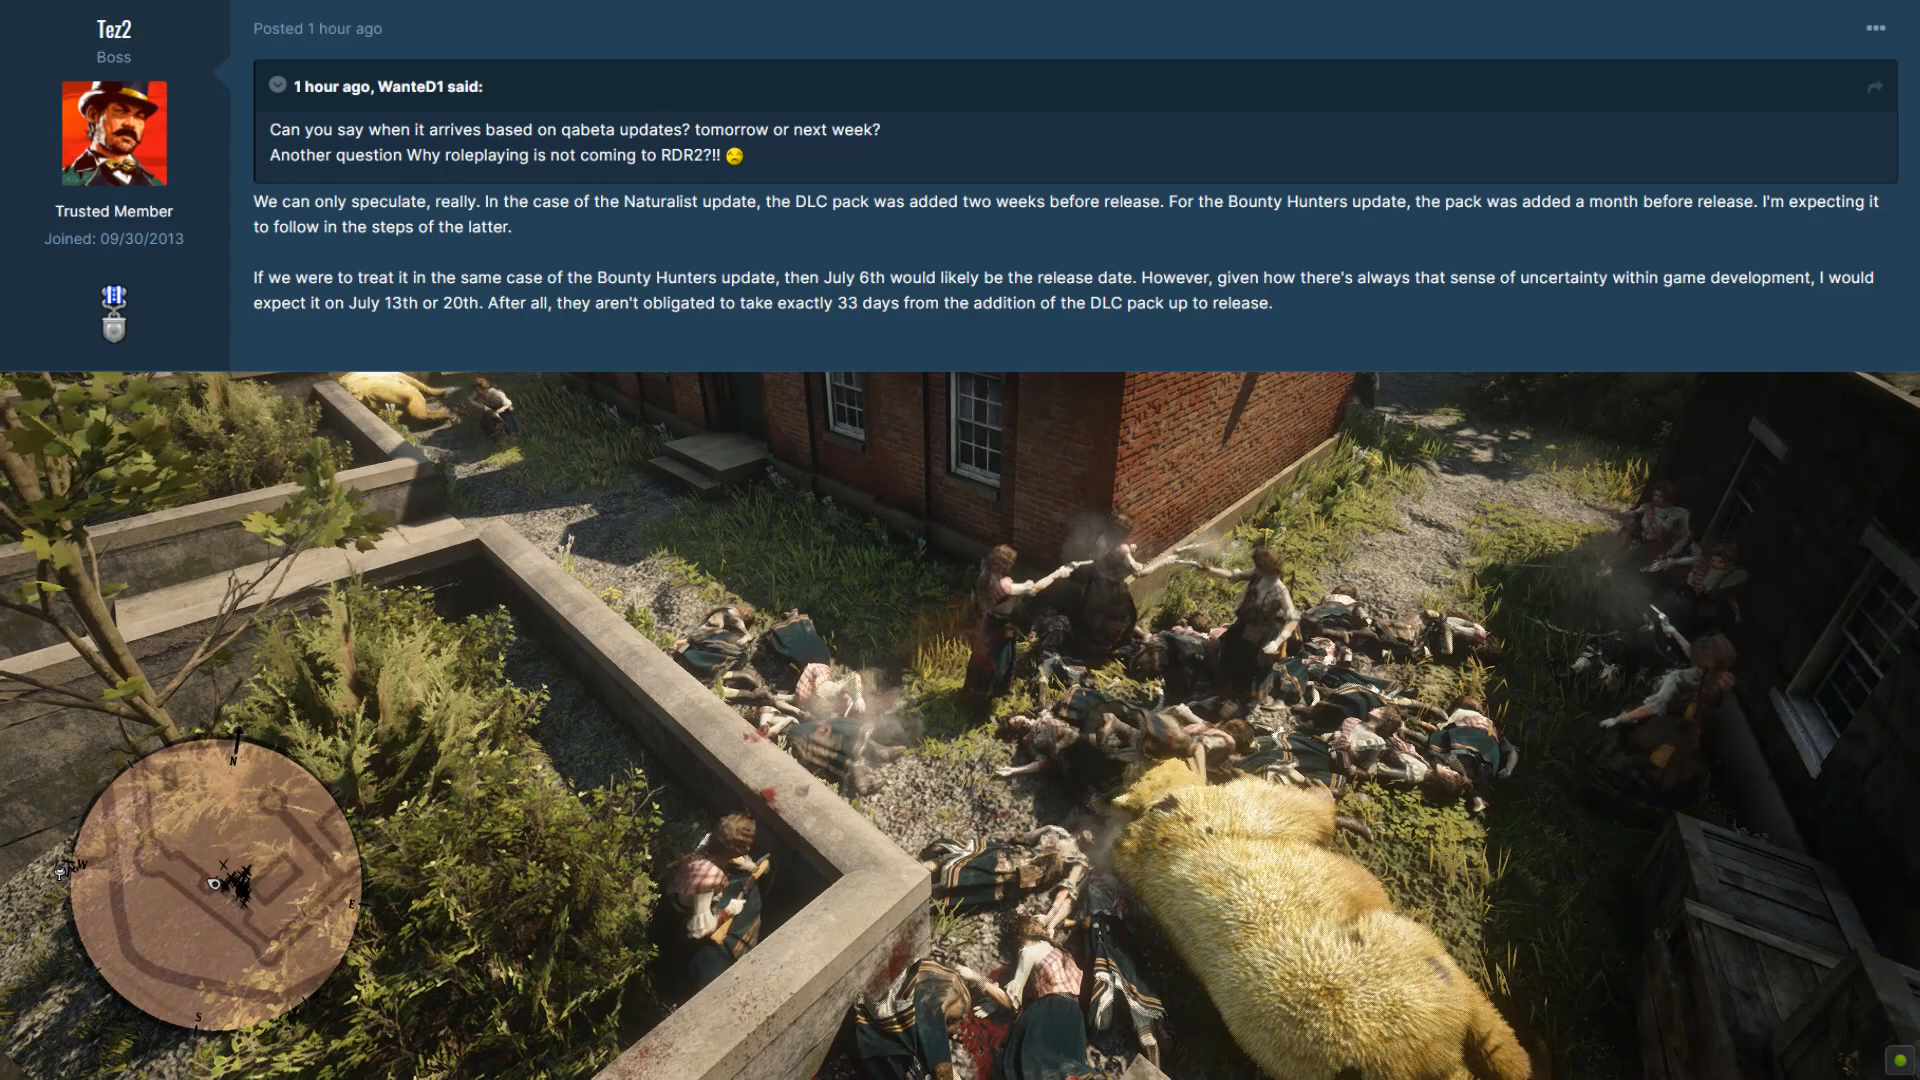 Tez2
Boss
Trusted Member
Joined: 09/30/2013
Posted 1 hour ago
1 hour ago, WanteD1 said:
Can you say when it arrives based on qabeta updates? tomorrow or next week?
Another question Why roleplaying is not coming to RDR2?!!
We can only speculate, really. In the case of the Naturalist update, the DLC pack was added two weeks before release. For the Bounty Hunters update, the pack was added a month before release. I'm expecting it
to follow in the steps of the latter.
If we were to treat it in the same case of the Bounty Hunters update, then July 6th would likely be the release date. However, given how there's always that sense of uncertainty within game development, I would
expect it on July 13th or 20th. After all, they aren't obligated to take exactly 33 days from the addition of the DLC pack up to release.
N
W
E
S